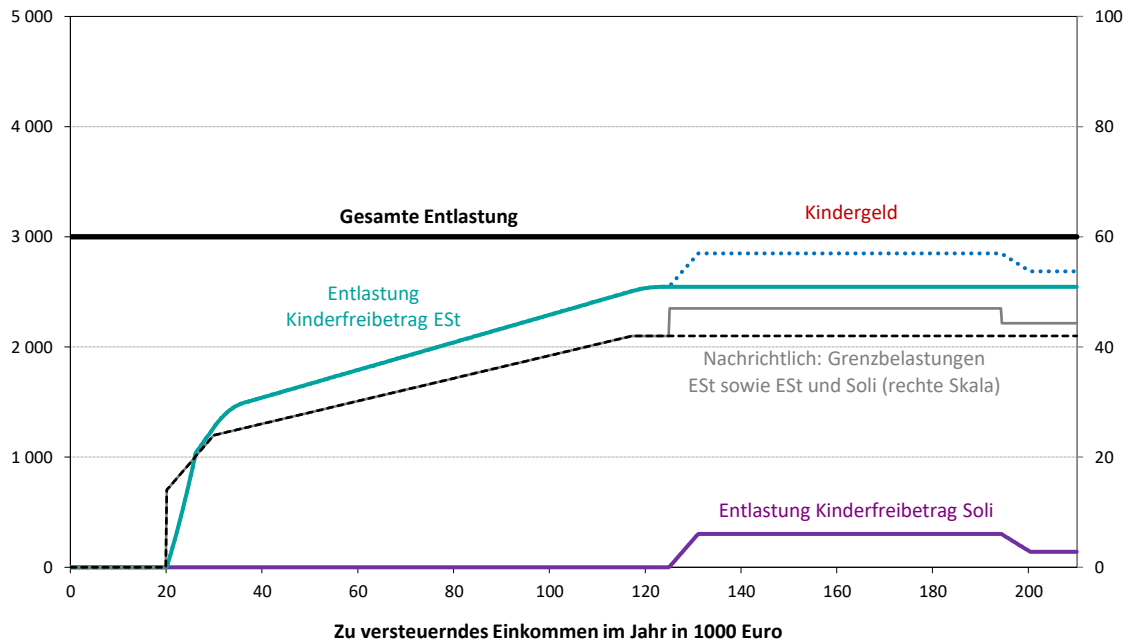 5 000
100
4 000
80
Gesamte Entlastung
Kindergeld
3 000
60
Entlastung
Kinderfreibetrag ESt
2 000
40
Nachrichtlich: Grenzbelastungen
ESt sowie ESt und Soli (rechte Skala)
1 000
20
Entlastung Kinderfreibetrag Soli
0
0
0 20 40 60 80 100 120 140 160 180 200
Zu versteuerndes Einkommen im Jahr in 1000 Euro